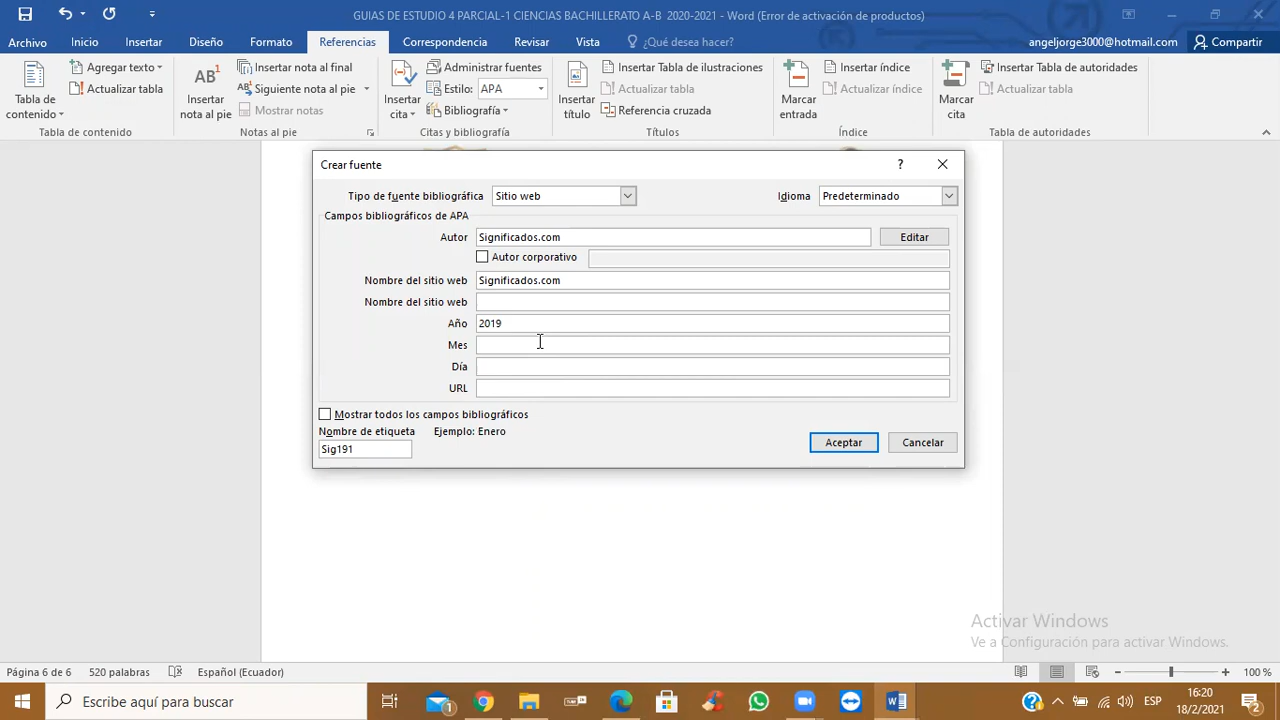 GUIAS DE ESTUDIO 4 PARCIAL-1 CIENCIAS BACHILLERATO A-B 2020-2021 - Word (Error de activación de productos)
Archivo Inicio Insertar Diseño Formato Referencias Correspondencia Revisar Vista ¿Qué desea hacer? angeljorge3000@hotmail.com Compartir
Tabla de contenido
Agregar texto
Actualizar tabla
Tabla de contenido
AB1
Insertar nota al pie
Insertar nota al final
Siguiente nota al pie
Mostrar notas
Notas al pie
Insertar cita
Administrar fuentes
Estilo: APA
Bibliografía
Citas y bibliografía
Insertar título
Insertar Tabla de ilustraciones
Actualizar tabla
Referencia cruzada
Títulos
Marcar entrada
Insertar índice
Actualizar índice
Índice
Marcar cita
Insertar Tabla de autoridades
Actualizar tabla
Tabla de autoridades
Crear fuente ?
Tipo de fuente bibliográfica Sitio web Idioma Predeterminado
Campos bibliográficos de APA
Autor Significados.com Editar
Autor corporativo
Nombre del sitio web Significados.com
Nombre del sitio web
Año 2019
Mes
Día
URL
Mostrar todos los campos bibliográficos
Nombre de etiqueta Ejemplo: Enero
Sig191
Aceptar Cancelar
Activar Windows
Ve a Configuración para activar Windows.
Página 6 de 6 520 palabras Español (Ecuador) 100 %
Escribe aquí para buscar
1
ESP
16:20
18/2/2021
2